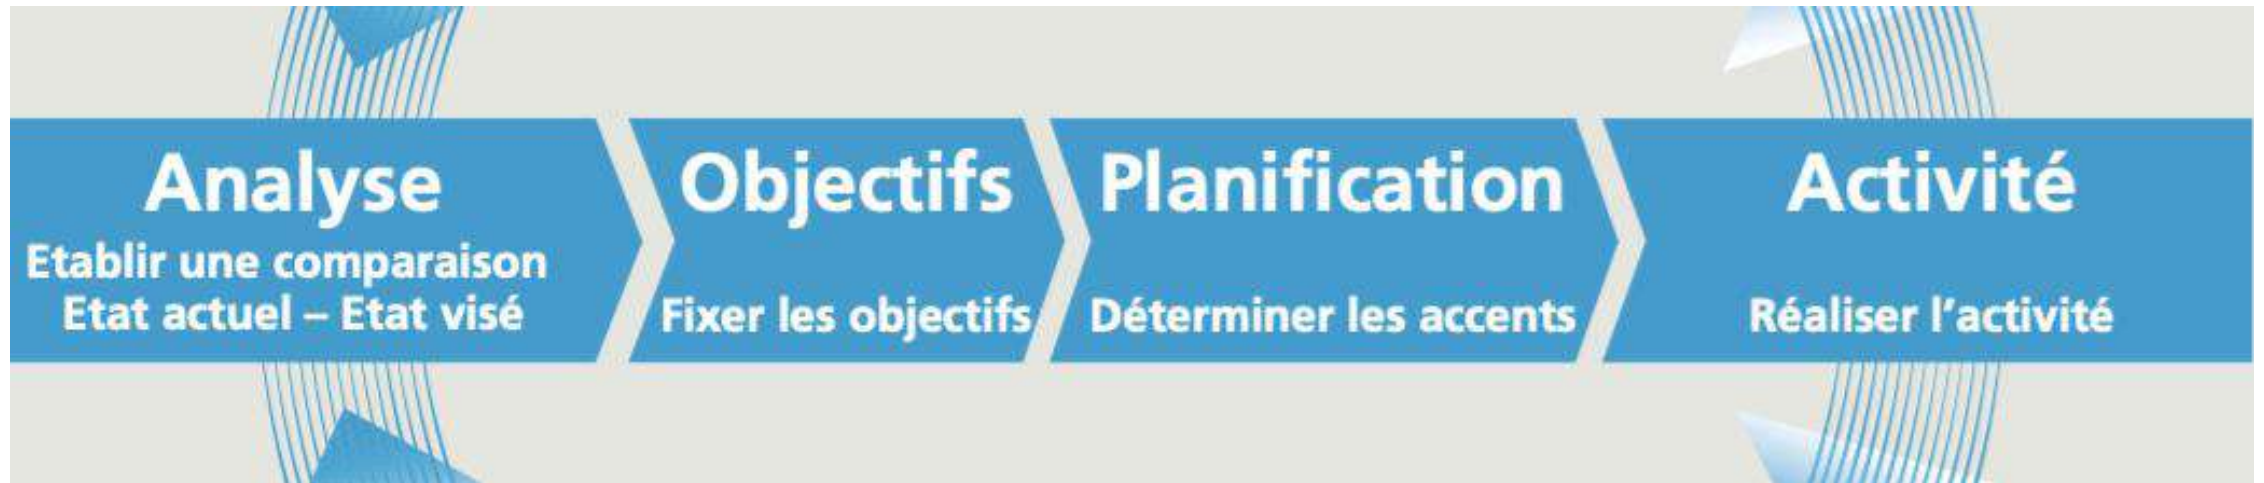 Analyse
Etablir une comparaison
Etat actuel – Etat visé
Objectifs
Fixer les objectifs
Planification
Déterminer les accents
Activité
Réaliser l’activité